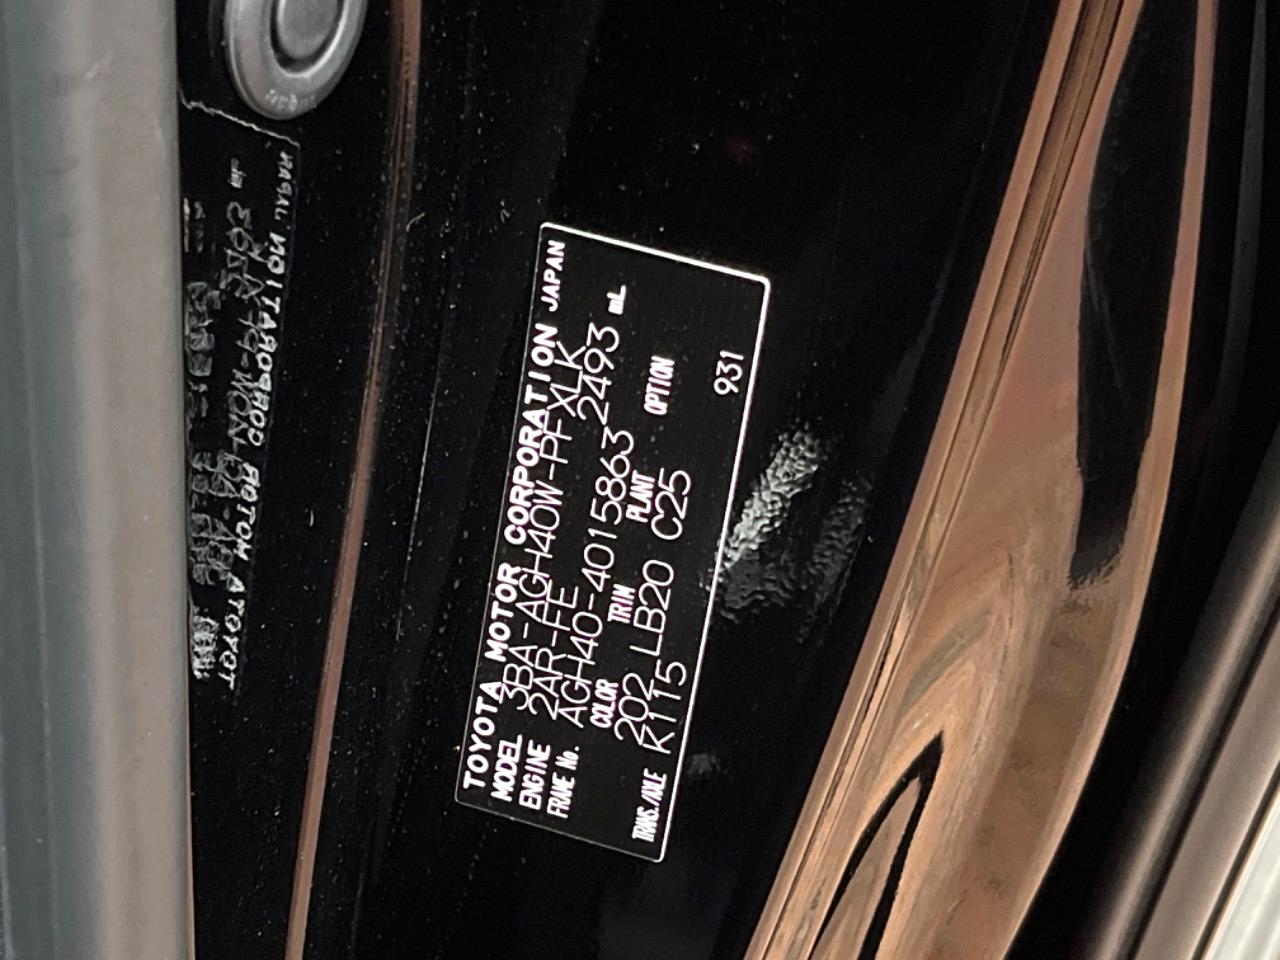 TOYOTA MOTOR CORPORATION JAPAN
MODEL 3BA-AGH40W-PFXLK
ENGINE 2AR-FE 2493 mL
FRAME No. AGH40-4015863
COLOR TRIM PLANT OPTION
202 LB20 C25
TRANS./AXLE K115 931